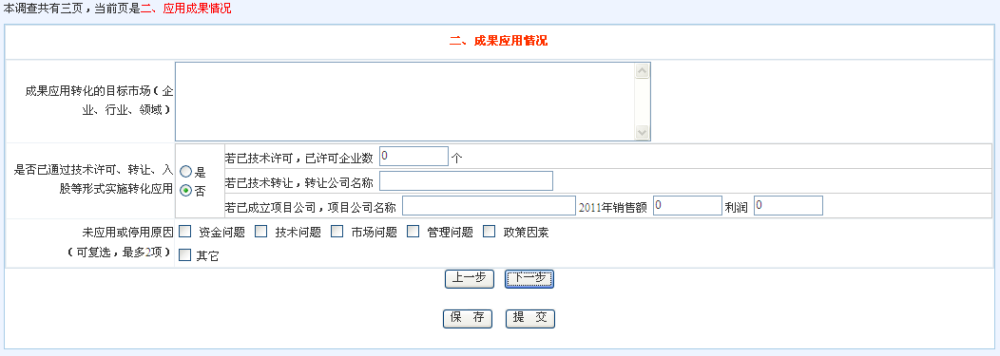 本调查共有三页，当前页是二、应用成果情况
二、成果应用情况
成果应用转化的目标市场（企
业、行业、领域）
是否已通过技术许可、转让、入
股等形式实施转化应用
是
否
若已技术许可，已许可企业数 0 个
若已技术转让，转让公司名称
若已成立项目公司，项目公司名称 2011年销售额 0 利润 0
未应用或停用原因
（可复选，最多2项）
资金问题 技术问题 市场问题 管理问题 政策因素
其它
上一步 下一步
保 存 提 交